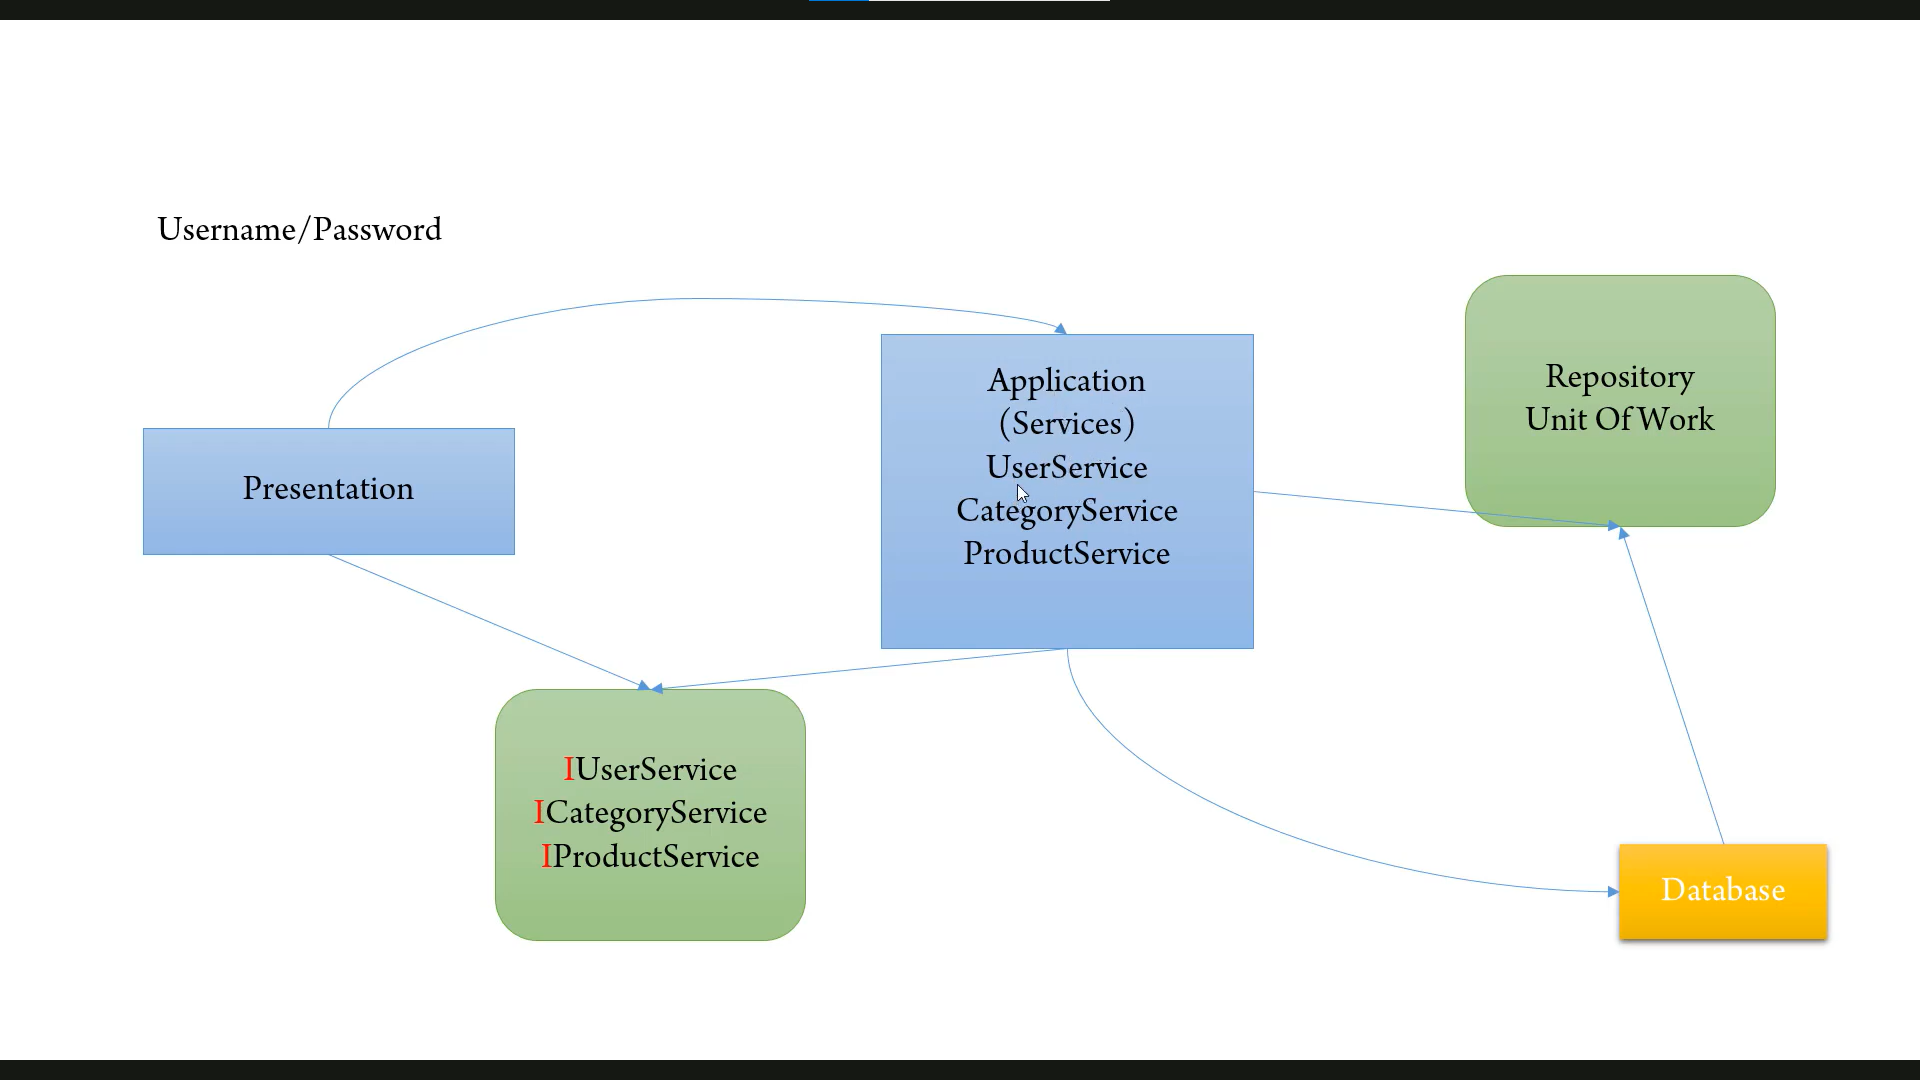 Username/Password
Presentation
Application
(Services)
UserService
CategoryService
ProductService
Repository
Unit Of Work
IUserService
ICategoryService
IProductService
Database